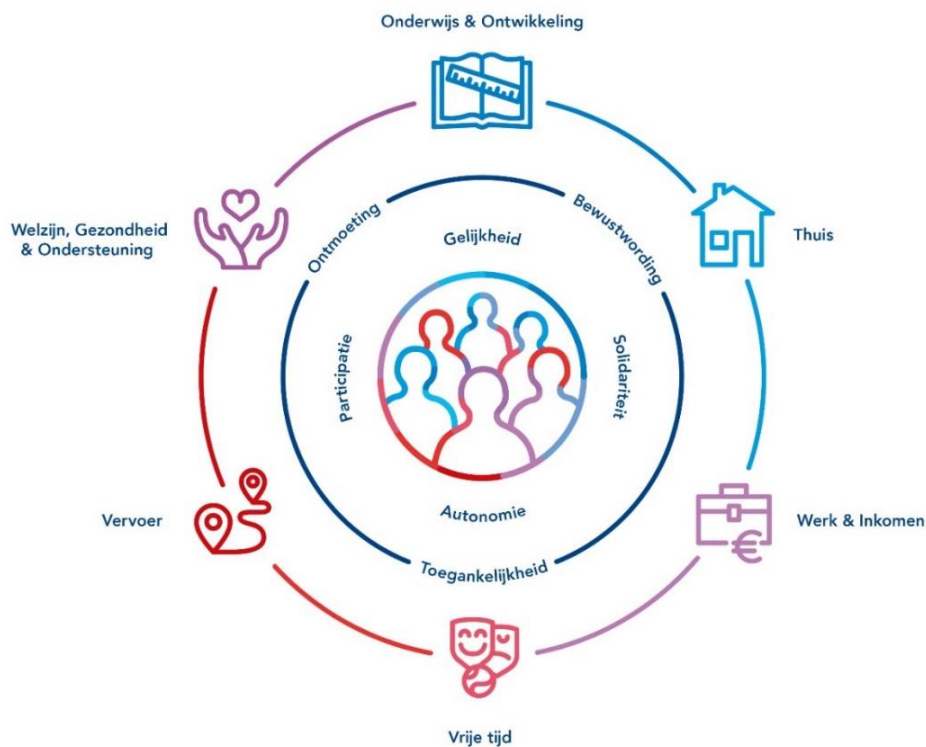 Onderwijs & Ontwikkeling
Welzijn, Gezondheid
& Ondersteuning
Thuis
Ontmoeting
Bewustwording
Gelijkheid
Participatie
Solidariteit
Autonomie
Toegankelijkheid
Vervoer
Werk & Inkomen
Vrije tijd